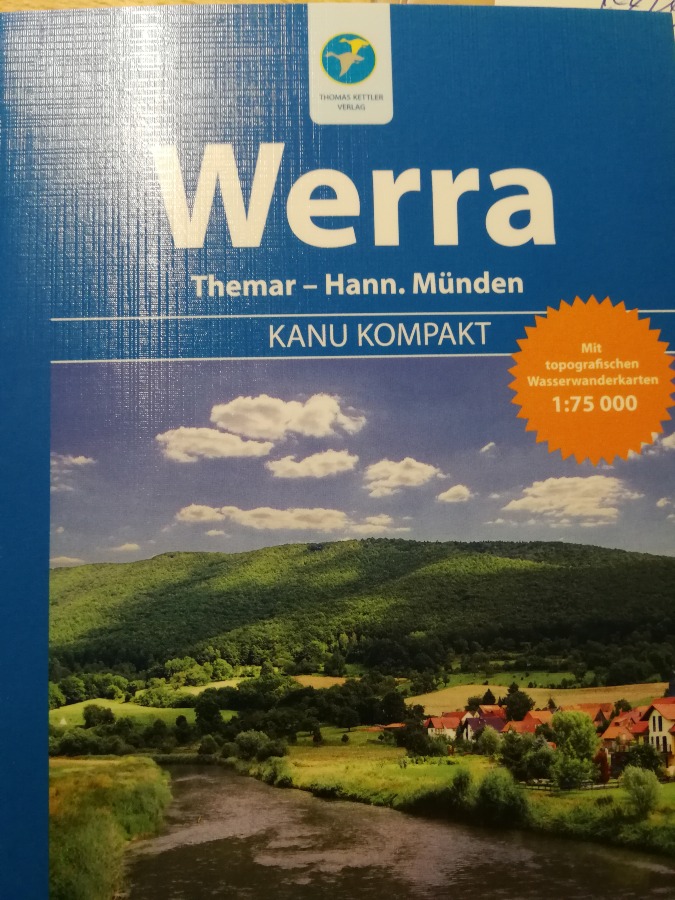 THOMAS KETTLER
VERLAG
Werra
Themar – Hann. Münden
KANU KOMPAKT
Mit
topografischen
Wasserwanderkarten
1:75 000